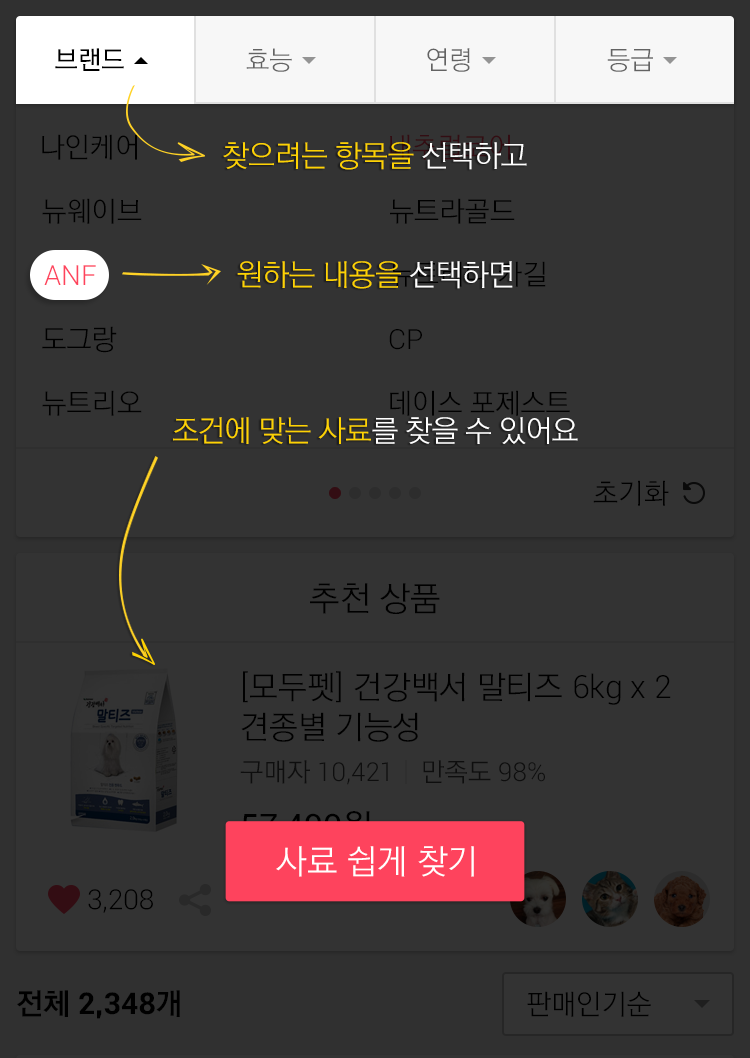 브랜드 효능 연령 등급
나인케어
찾으려는 항목을 선택하고
뉴웨이브 뉴트라골드
ANF 원하는 내용을 선택하면
도그랑 CP
뉴트리오 데이스 포제스트
조건에 맞는 사료를 찾을 수 있어요
초기화
추천 상품
[모두펫] 건강백서 말티즈 6kg x 2
견종별 기능성
구매자 10,421 만족도 98%
말티즈
사료 쉽게 찾기
3,208
전체 2,348개 판매인기순